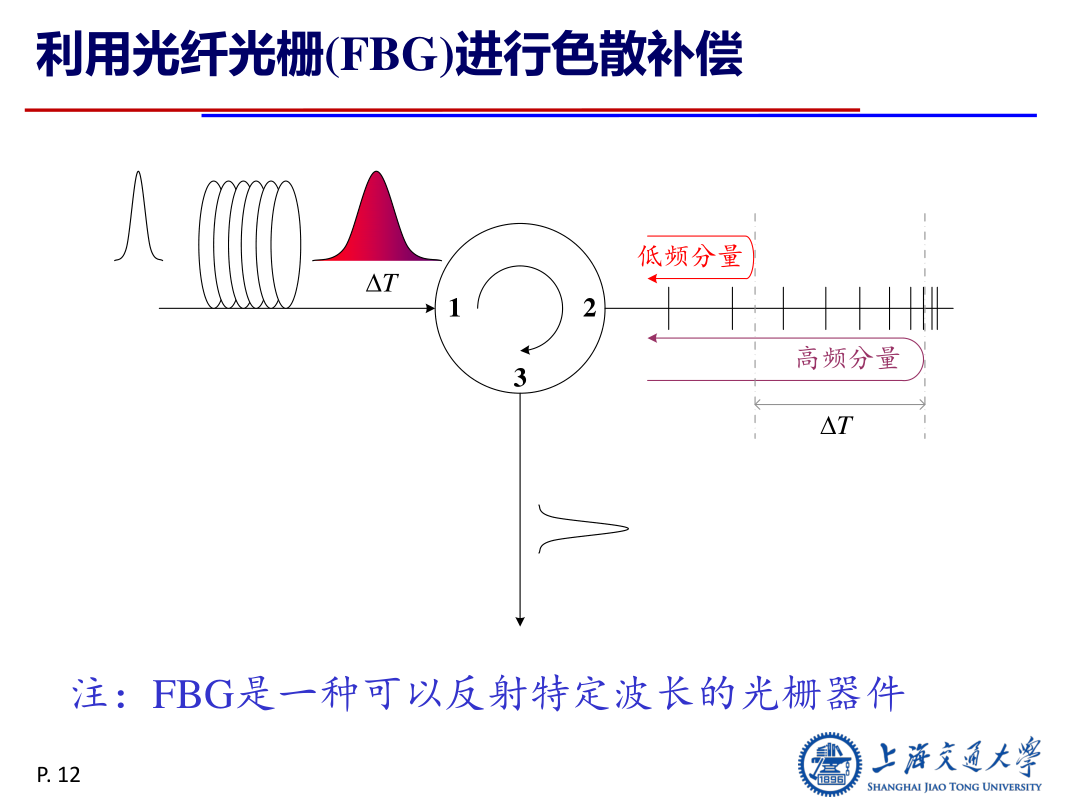 利用光纤光栅(FBG)进行色散补偿
低频分量
ΔT
1
2
高频分量
3
ΔT
注：FBG是一种可以反射特定波长的光栅器件
1896
上海交通大学
SHANGHAI JIAO TONG UNIVERSITY
P. 12